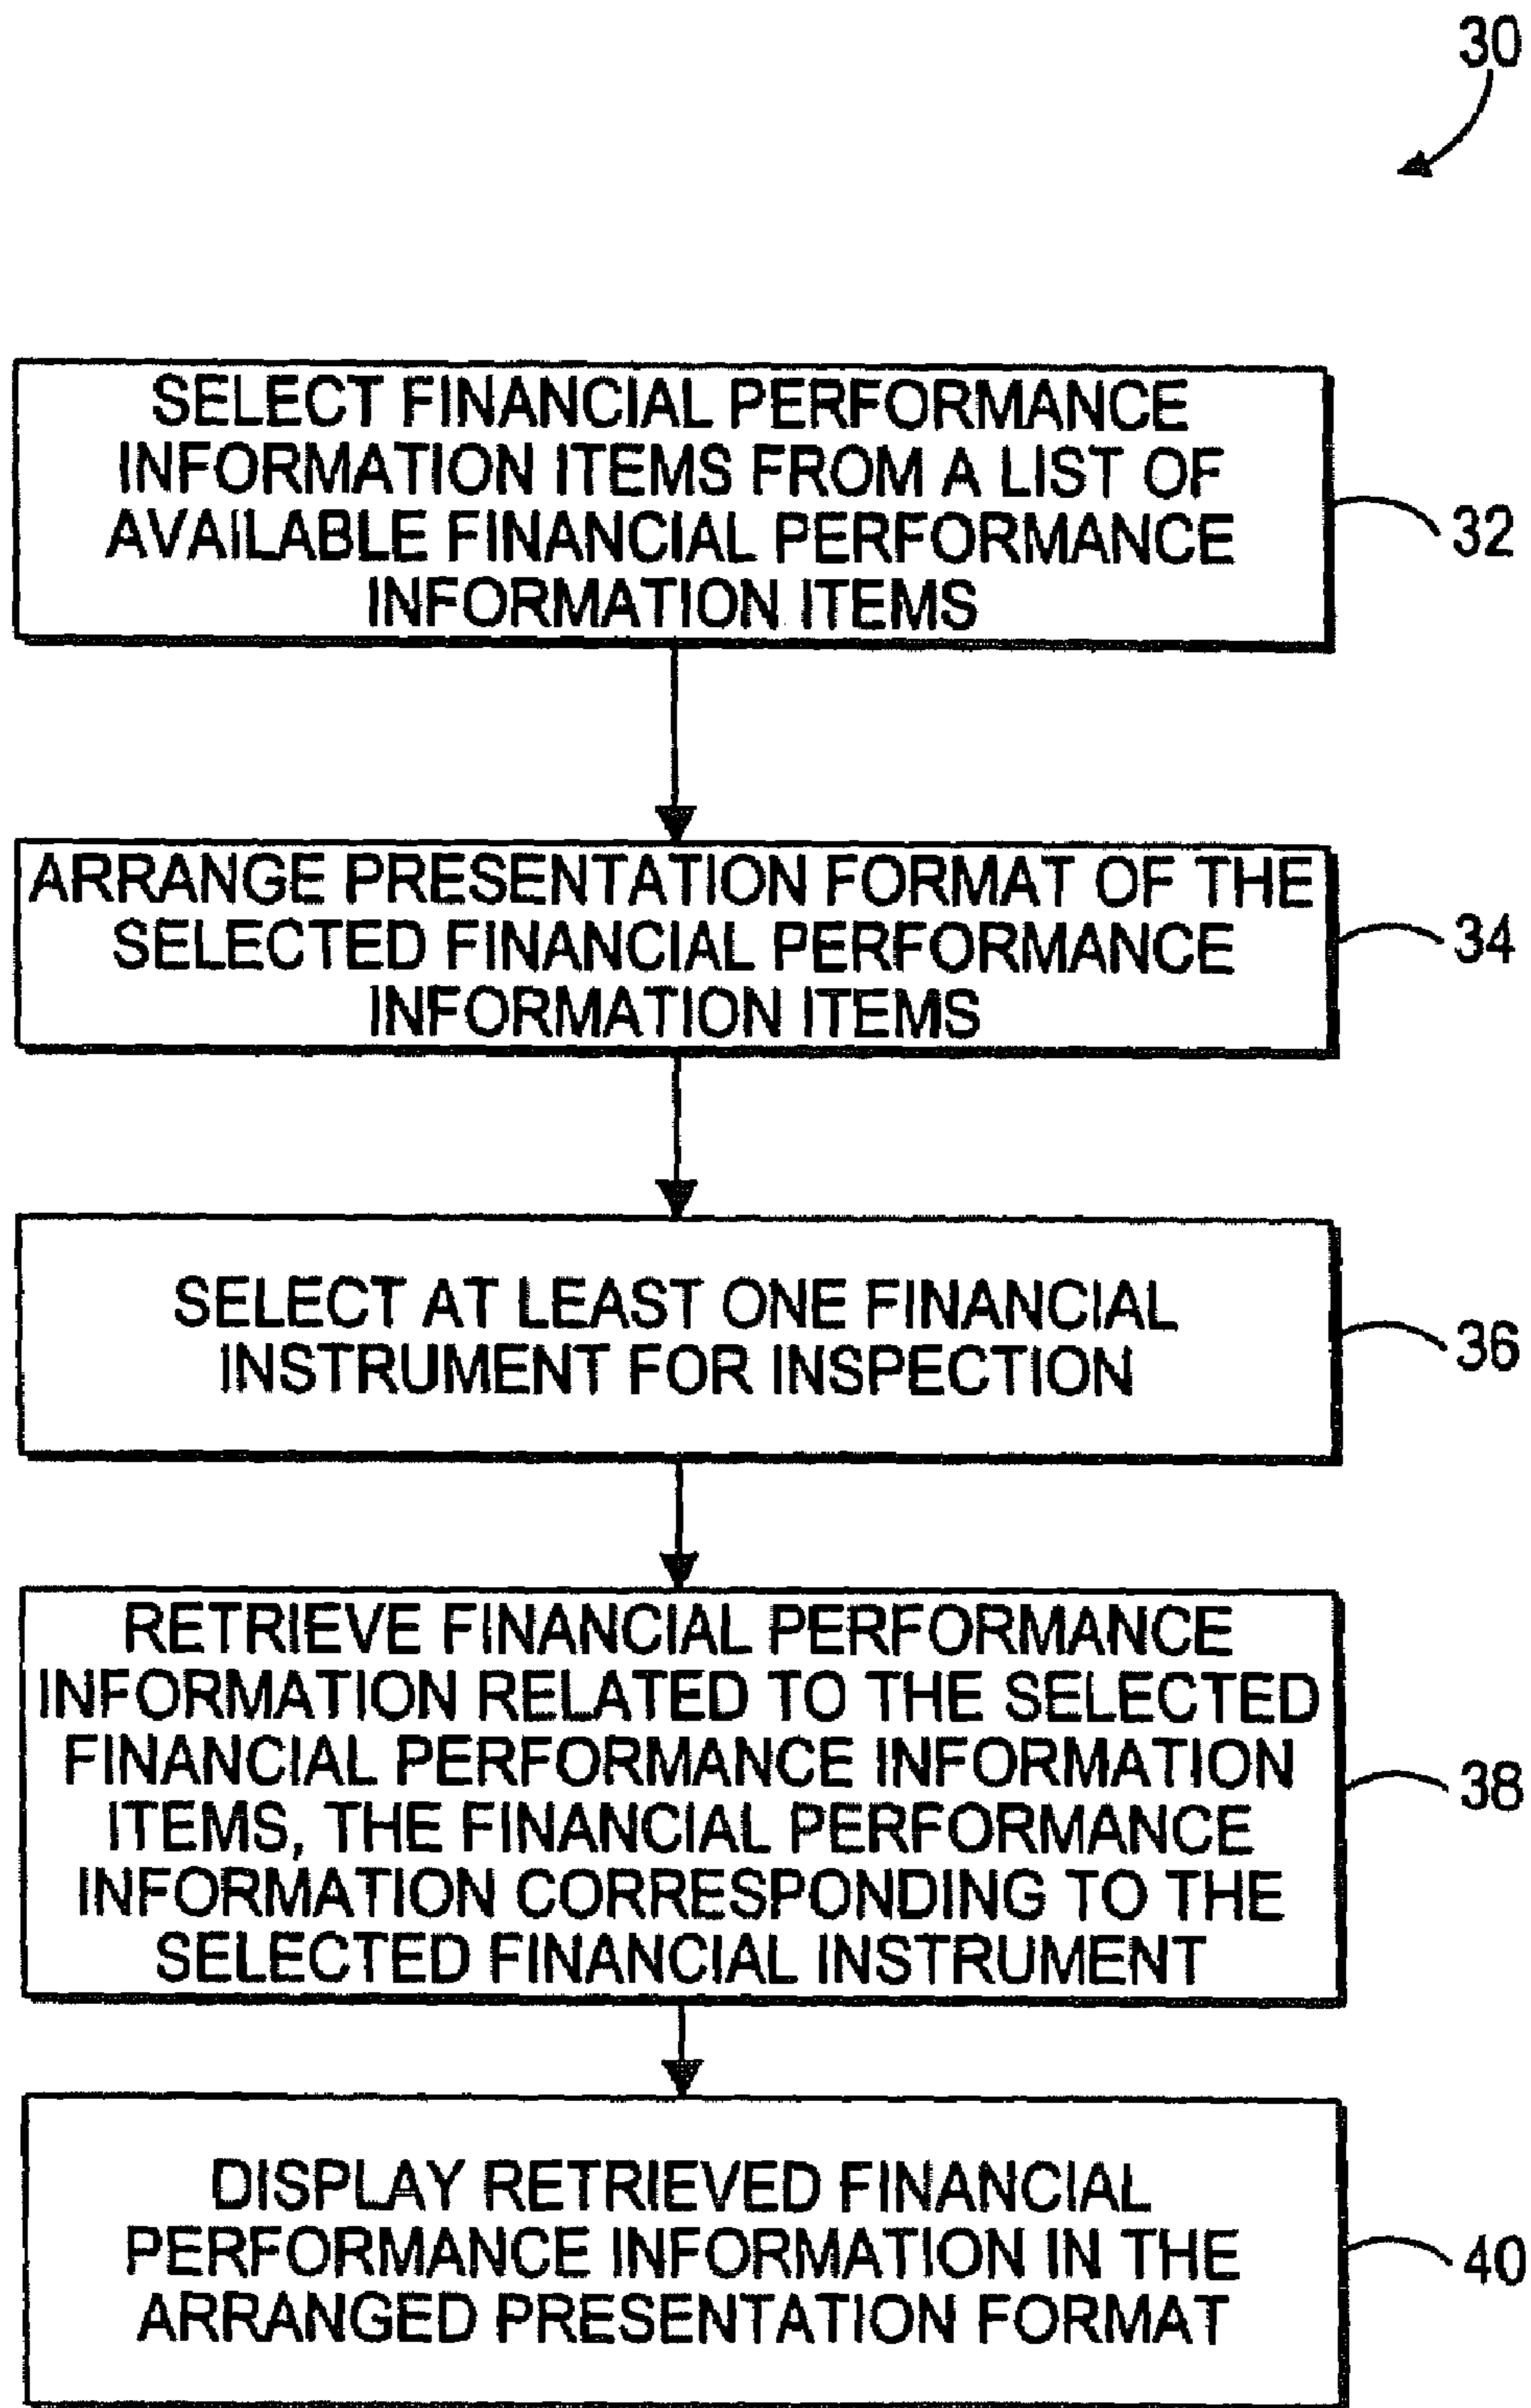 30
SELECT FINANCIAL PERFORMANCE
INFORMATION ITEMS FROM A LIST OF
AVAILABLE FINANCIAL PERFORMANCE
INFORMATION ITEMS
32
ARRANGE PRESENTATION FORMAT OF THE
SELECTED FINANCIAL PERFORMANCE
INFORMATION ITEMS
34
SELECT AT LEAST ONE FINANCIAL
INSTRUMENT FOR INSPECTION
36
RETRIEVE FINANCIAL PERFORMANCE
INFORMATION RELATED TO THE SELECTED
FINANCIAL PERFORMANCE INFORMATION
ITEMS, THE FINANCIAL PERFORMANCE
INFORMATION CORRESPONDING TO THE
SELECTED FINANCIAL INSTRUMENT
38
DISPLAY RETRIEVED FINANCIAL
PERFORMANCE INFORMATION IN THE
ARRANGED PRESENTATION FORMAT
40